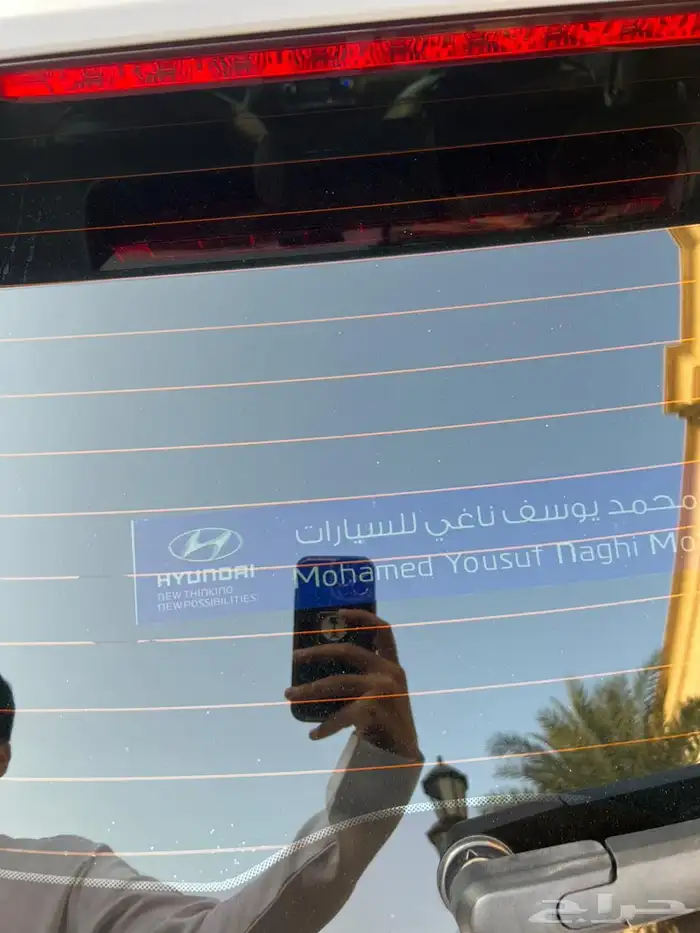 محمد يوسف ناغي للسيارات
Mohamed Yousuf Naghi Mo
HYUNDAI
NEW THINKING
NEW POSSIBILITIES
حراج